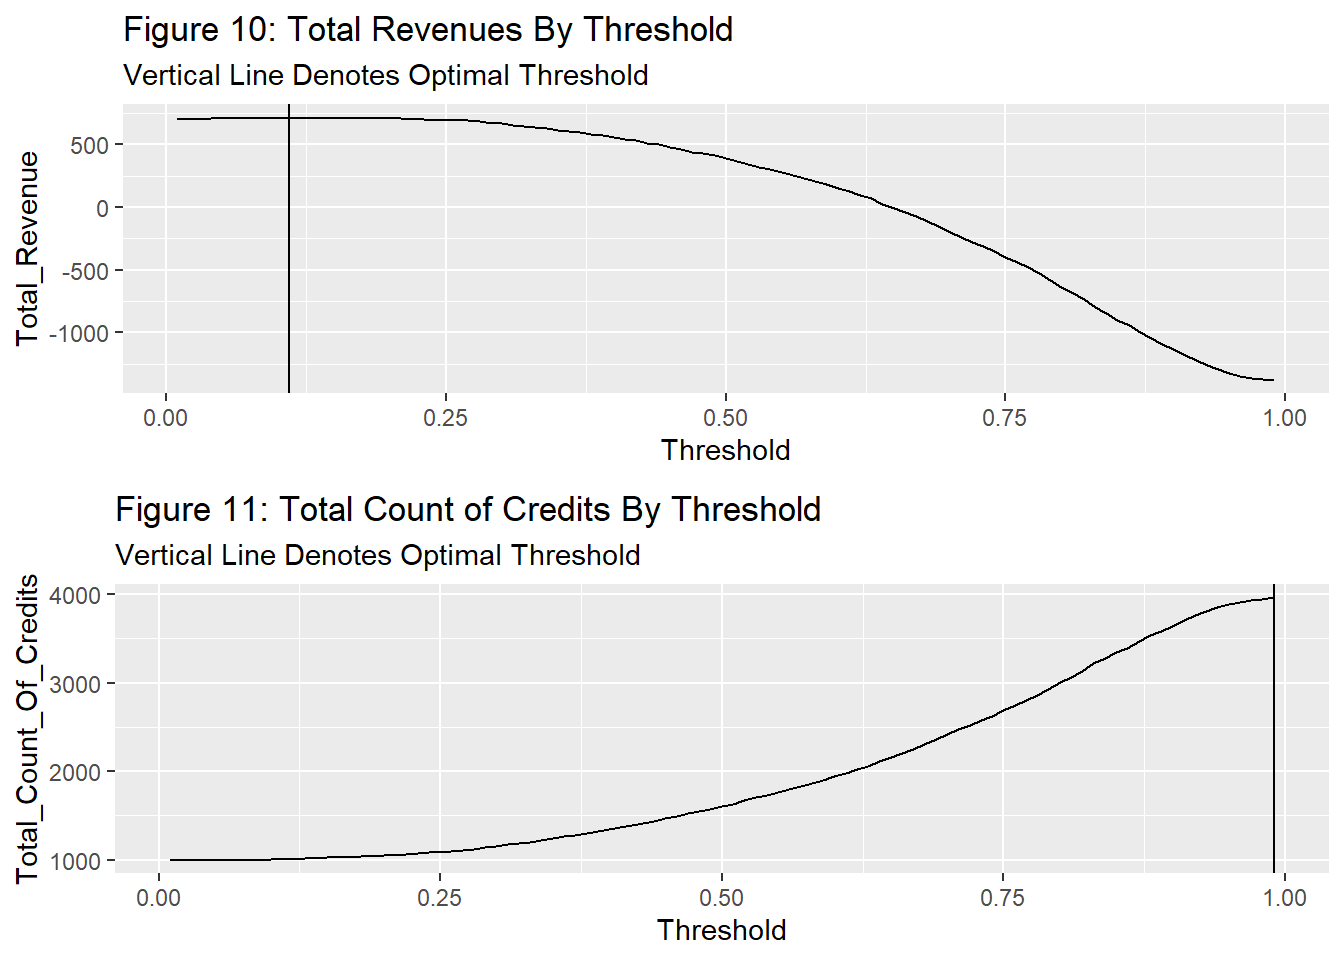 Figure 10: Total Revenues By Threshold
Vertical Line Denotes Optimal Threshold
Total_Revenue
500
0
-500
-1000
0.00 0.25 0.50 0.75 1.00
Threshold
Figure 11: Total Count of Credits By Threshold
Vertical Line Denotes Optimal Threshold
Total_Count_Of_Credits
4000
3000
2000
1000
0.00 0.25 0.50 0.75 1.00
Threshold